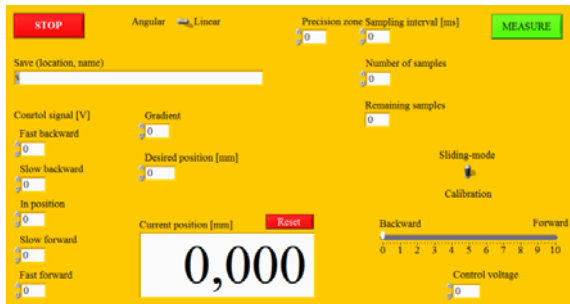 STOP
Angular Linear
Precision zone Sampling interval [ms]
0 0
MEASURE
Save (location, name)
Number of samples
0
Remaining samples
0
Conrtol signal [V]
Fast backward
0
Slow backward
0
In position
0
Slow forward
0
Fast forward
0
Gradient
0
Desired position [mm]
0
Current position [mm] Reset
0,000
Sliding-mode
Calibration
Backward Forward
0 1 2 3 4 5 6 7 8 9 10
Control voltage
0